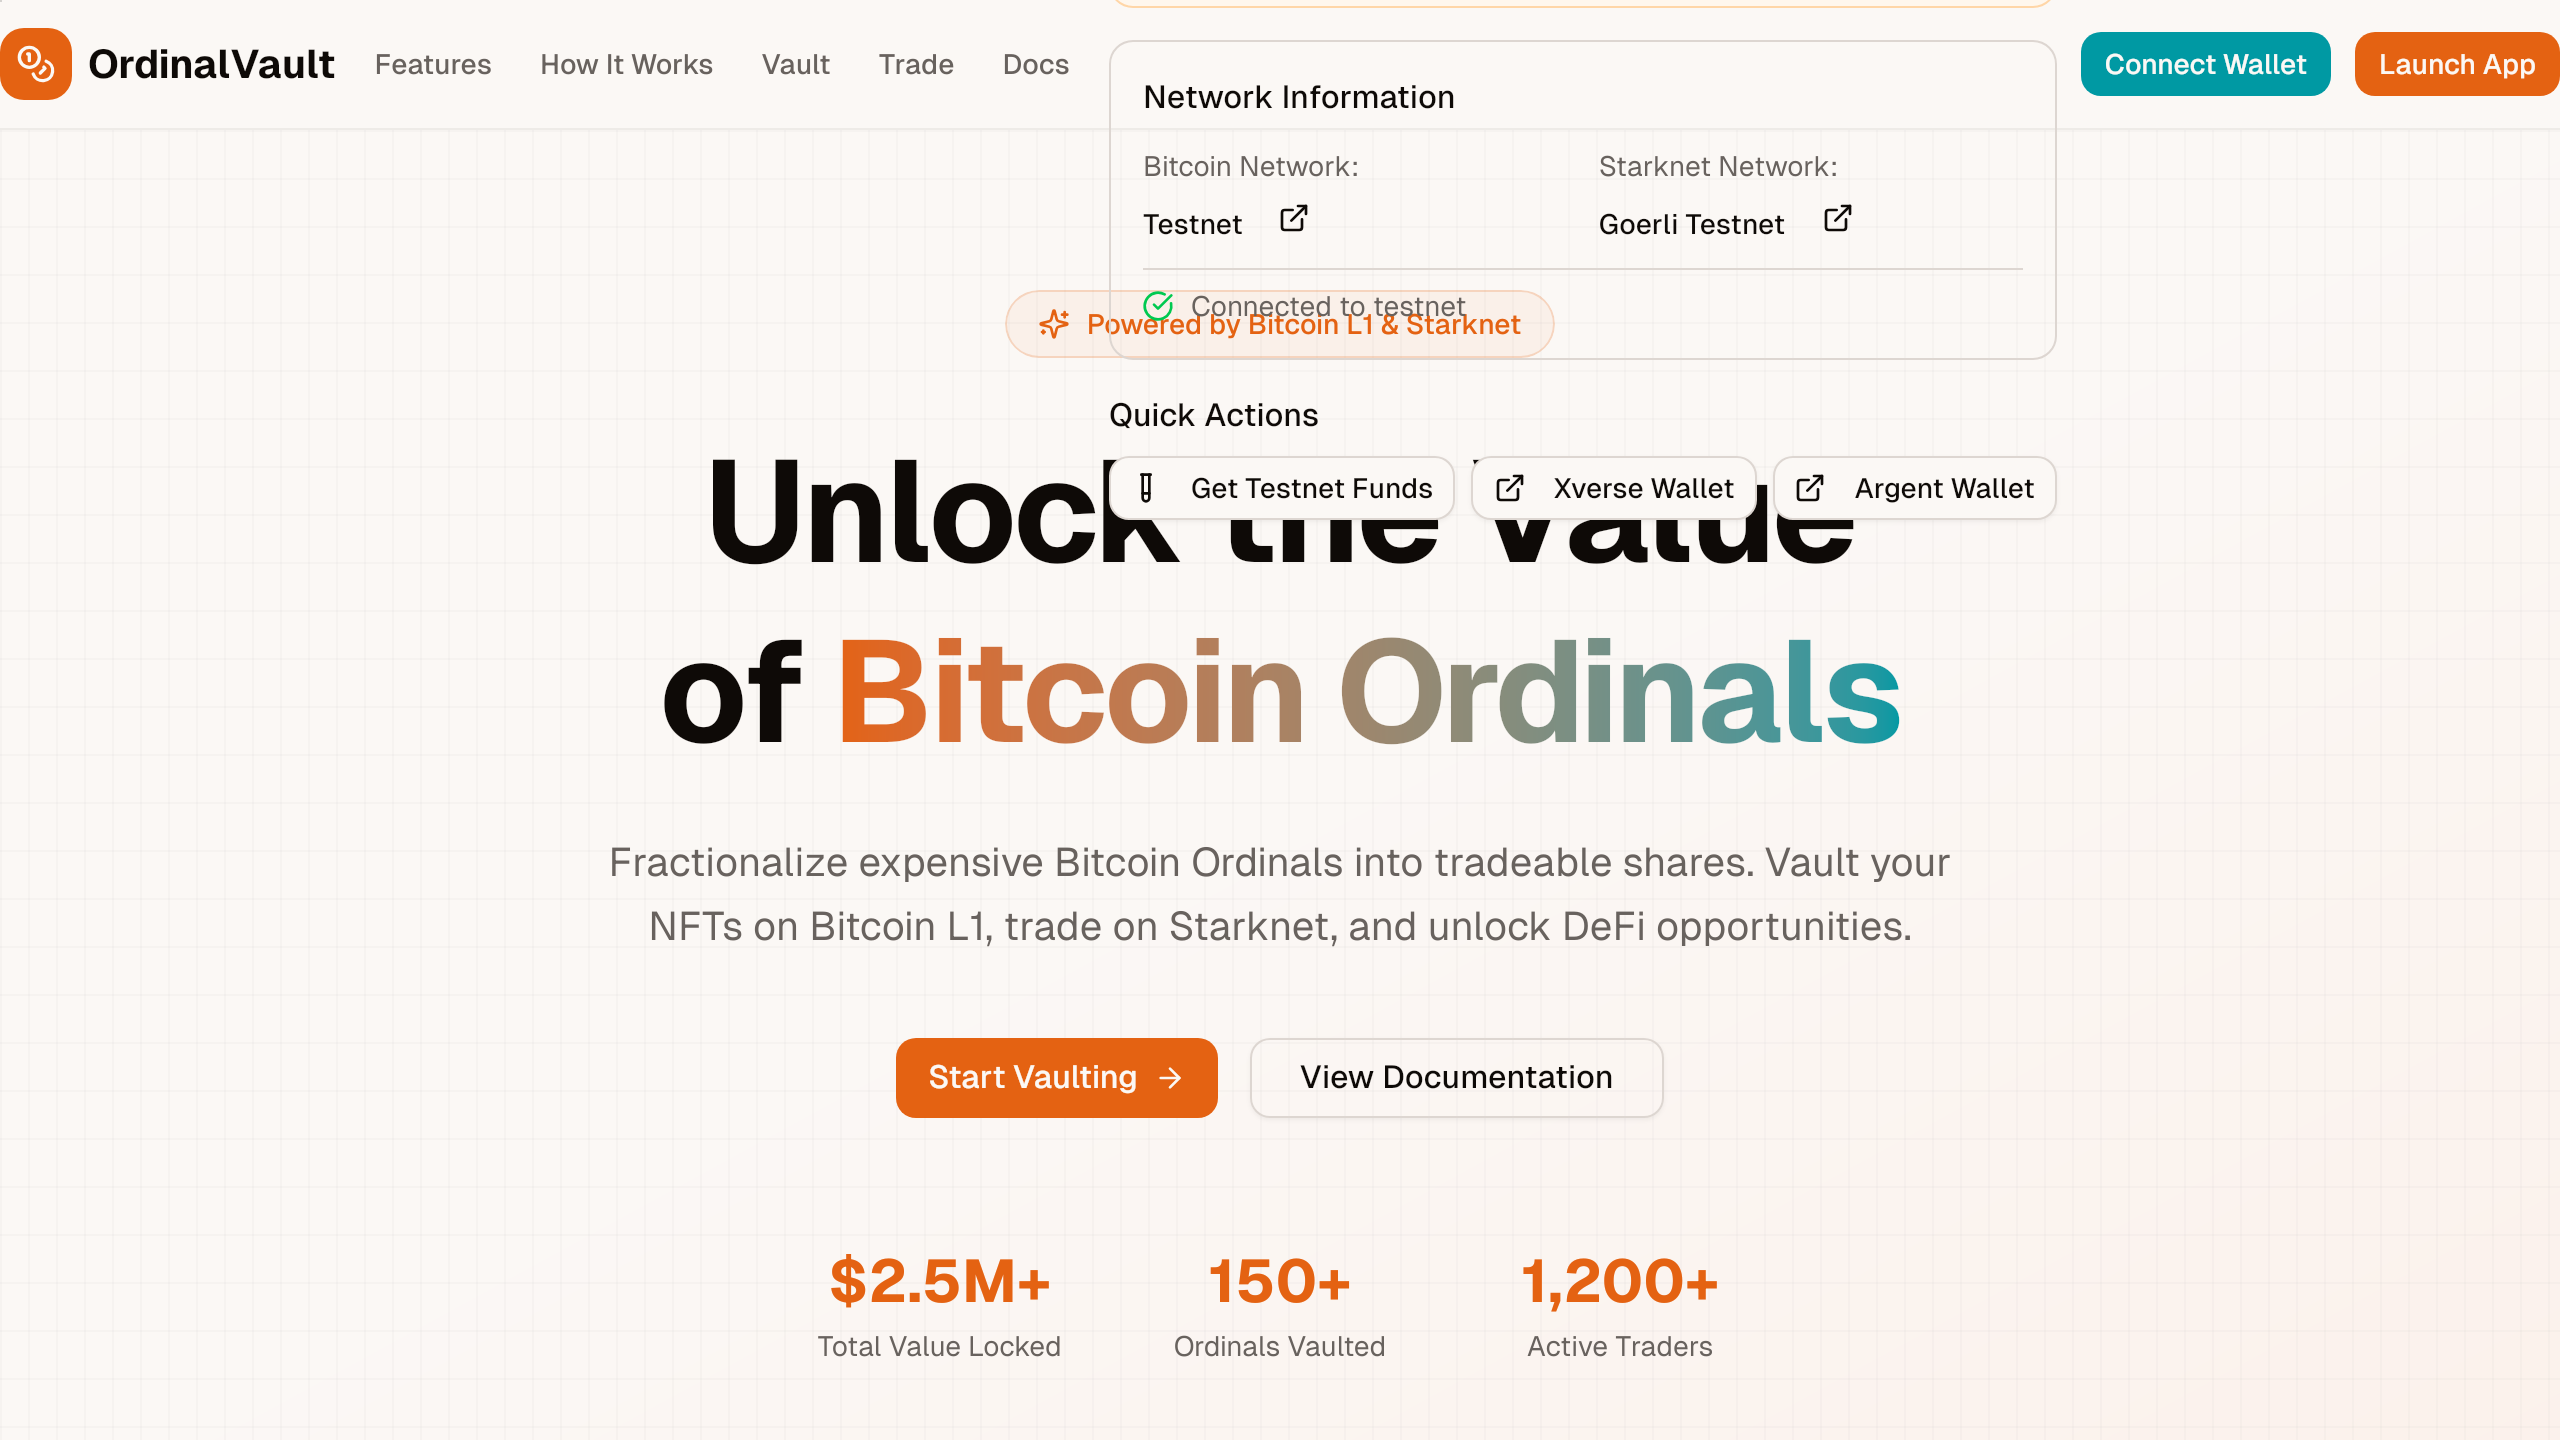 OrdinalVault
Features
How It Works
Vault
Trade
Docs
Connect Wallet
Launch App
Network Information
Bitcoin Network:
Starknet Network:
Testnet
Goerli Testnet
Connected to testnet
Powered by Bitcoin L1 & Starknet
Quick Actions
Get Testnet Funds
Xverse Wallet
Argent Wallet
Unlock the Value
of Bitcoin Ordinals
Fractionalize expensive Bitcoin Ordinals into tradeable shares. Vault your
NFTs on Bitcoin L1, trade on Starknet, and unlock DeFi opportunities.
Start Vaulting
View Documentation
$2.5M+
150+
1,200+
Total Value Locked
Ordinals Vaulted
Active Traders